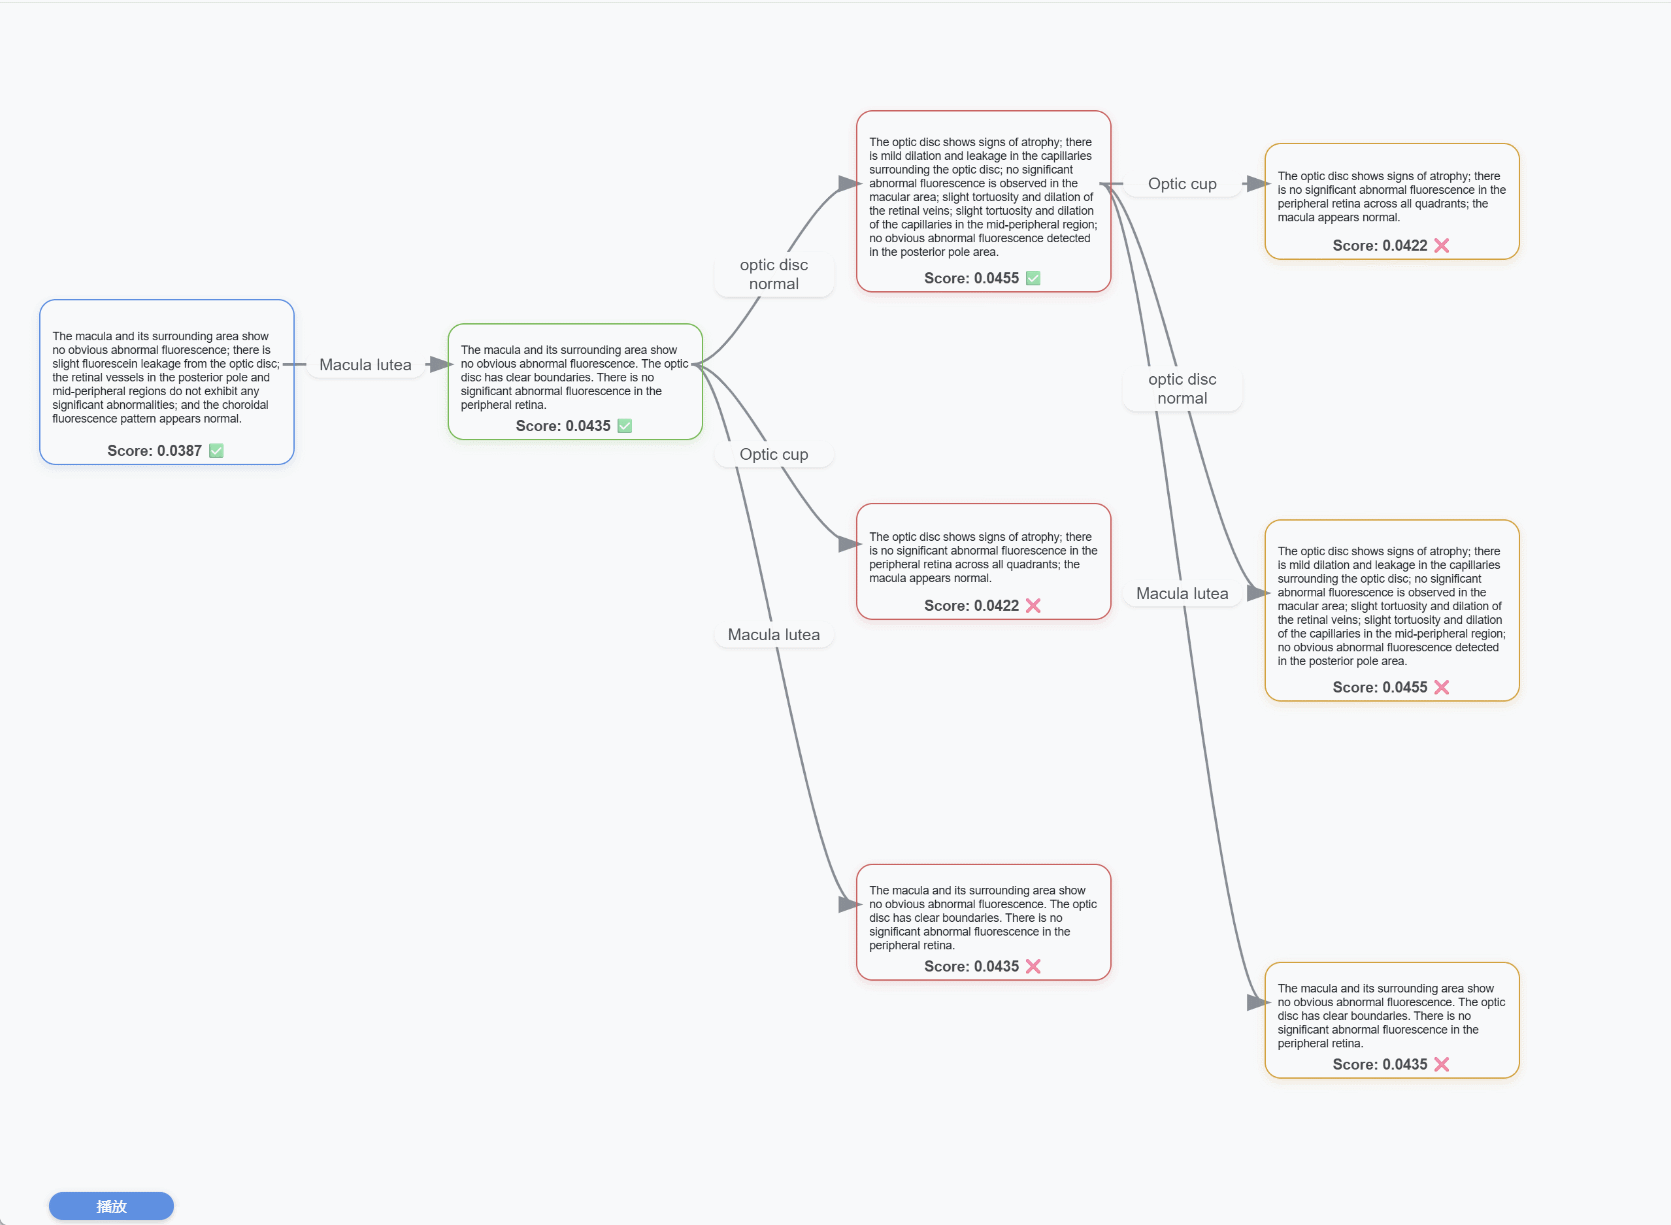 The macula and its surrounding area show
no obvious abnormal fluorescence; there is
slight fluorescein leakage from the optic disc;
the retinal vessels in the posterior pole and
mid-peripheral regions do not exhibit any
significant abnormalities; and the choroidal
fluorescence pattern appears normal.
Score: 0.0387 ✅
Macula lutea
The macula and its surrounding area show
no obvious abnormal fluorescence. The optic
disc has clear boundaries. There is no
significant abnormal fluorescence in the
peripheral retina.
Score: 0.0435 ✅
optic disc
normal
Optic cup
Macula lutea
The optic disc shows signs of atrophy; there
is mild dilation and leakage in the capillaries
surrounding the optic disc; no significant
abnormal fluorescence is observed in the
macular area; slight tortuosity and dilation of
the retinal veins; slight tortuosity and dilation
of the capillaries in the mid-peripheral region;
no obvious abnormal fluorescence detected
in the posterior pole area.
Score: 0.0455 ✅
The optic disc shows signs of atrophy; there
is no significant abnormal fluorescence in the
peripheral retina across all quadrants; the
macula appears normal.
Score: 0.0422 ❌
The macula and its surrounding area show
no obvious abnormal fluorescence. The optic
disc has clear boundaries. There is no
significant abnormal fluorescence in the
peripheral retina.
Score: 0.0435 ❌
Optic cup
optic disc
normal
Macula lutea
The optic disc shows signs of atrophy; there
is no significant abnormal fluorescence in the
peripheral retina across all quadrants; the
macula appears normal.
Score: 0.0422 ❌
The optic disc shows signs of atrophy; there
is mild dilation and leakage in the capillaries
surrounding the optic disc; no significant
abnormal fluorescence is observed in the
macular area; slight tortuosity and dilation of
the retinal veins; slight tortuosity and dilation
of the capillaries in the mid-peripheral region;
no obvious abnormal fluorescence detected
in the posterior pole area.
Score: 0.0455 ❌
The macula and its surrounding area show
no obvious abnormal fluorescence. The optic
disc has clear boundaries. There is no
significant abnormal fluorescence in the
peripheral retina.
Score: 0.0435 ❌
播放